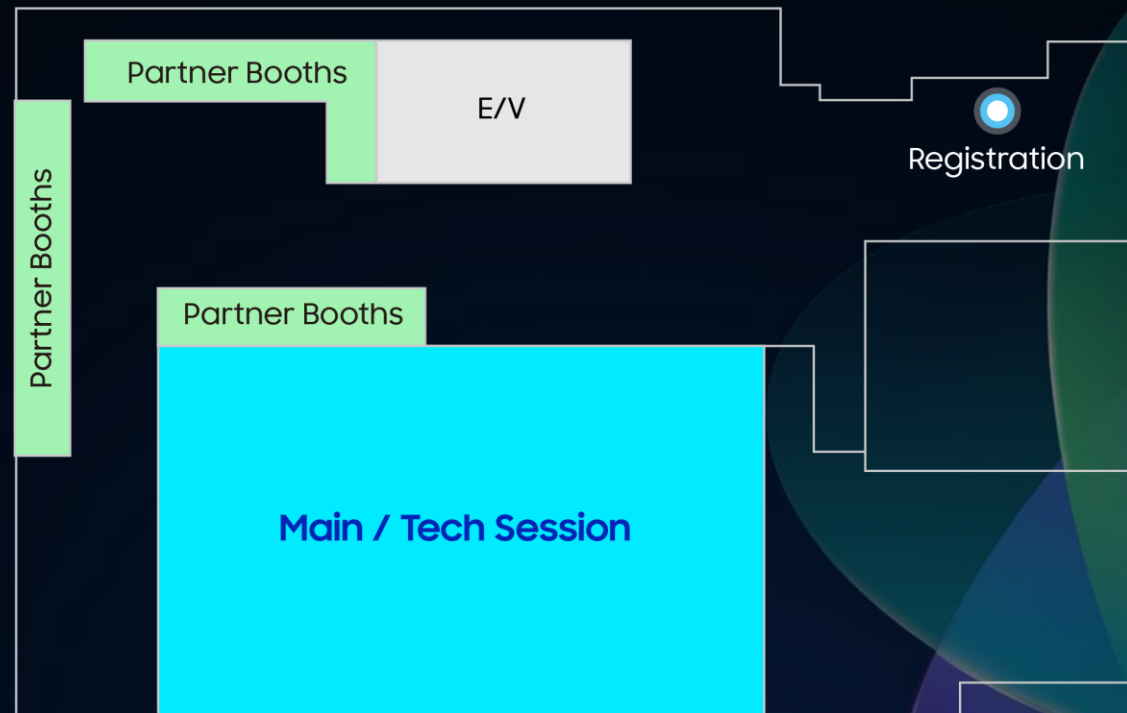 Partner Booths
E/V
Registration
Partner Booths
Partner Booths
Main / Tech Session